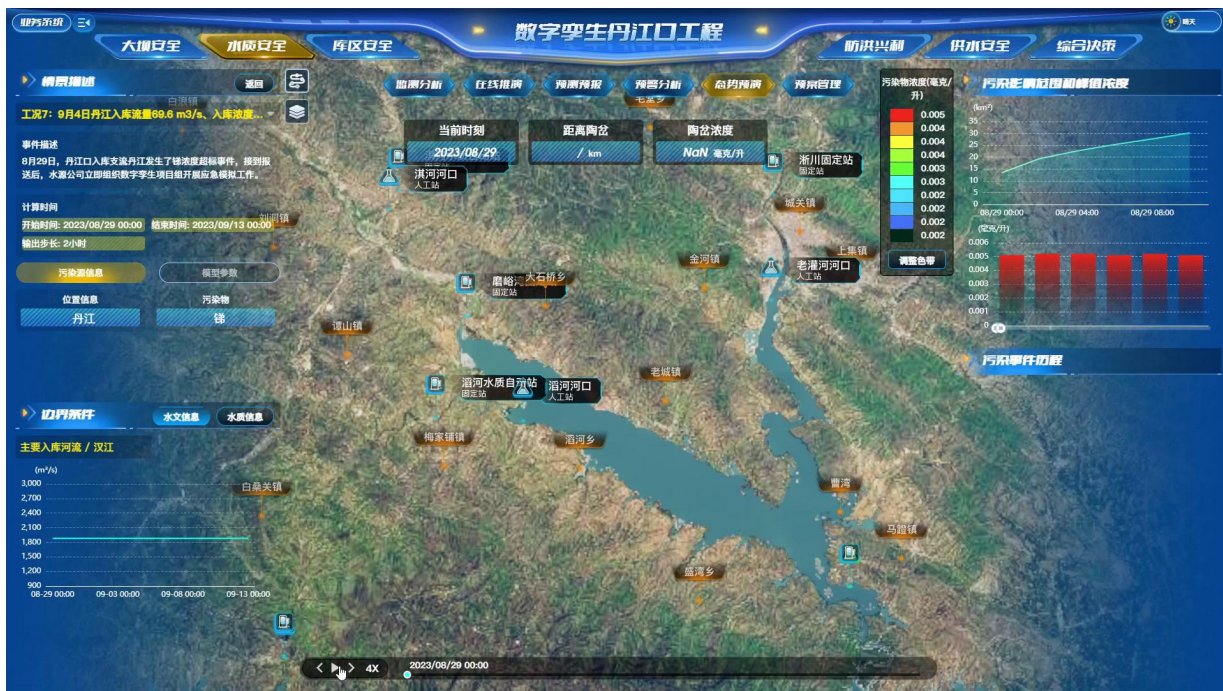 业务系统
数字孪生丹江口工程
晴天
大坝安全
水质安全
库区安全
防洪兴利
供水安全
综合决策
情景描述
返回
工况7：9月4日丹江入库流量69.6 m3/s、入库浓度...
事件描述
8月29日，丹江口入库支流丹江发生了锑浓度超标事件，接到报
送后，水源公司立即组织数字孪生项目组开展应急模拟工作。
计算时间
开始时间: 2023/08/29 00:00 结束时间: 2023/09/13 00:00
输出步长: 2小时
污染源信息
模型参数
位置信息
污染物
丹江
锑
边界条件
水文信息
水质信息
主要入库河流 / 汉江
(m³/s)
3,000
2,700
2,400
2,100
1,800
1,500
1,200
900
08-29 00:00
09-03 00:00
09-08 00:00
09-13 00:00
监测分析
在线推演
预测预报
预警分析
态势预演
预案管理
当前时刻
距离陶岔
陶岔浓度
2023/08/29
/ km
NaN 毫克/升
固定站
白浪镇
毛堂乡
淇河河口
人工站
淅川固定站
固定站
城关镇
上集镇
金河镇
老灌河河口
人工站
大石桥乡
固定站
谭山镇
滔河水质自动站
固定站
滔河河口
人工站
老城镇
梅家铺镇
滔河乡
白桑关镇
曹湾
马蹬镇
盛湾乡
污染物浓度(毫克/
升)
0.005
0.004
0.004
0.004
0.003
0.003
0.002
0.002
0.002
0.002
调整色带
污染影响范围和峰值浓度
(km²)
35
30
25
20
15
10
5
0
08/29 00:00
08/29 04:00
08/29 08:00
(毫克/升)
0.006
0.005
0.004
0.003
0.002
0.001
0
污染事件历程
4X
2023/08/29 00:00